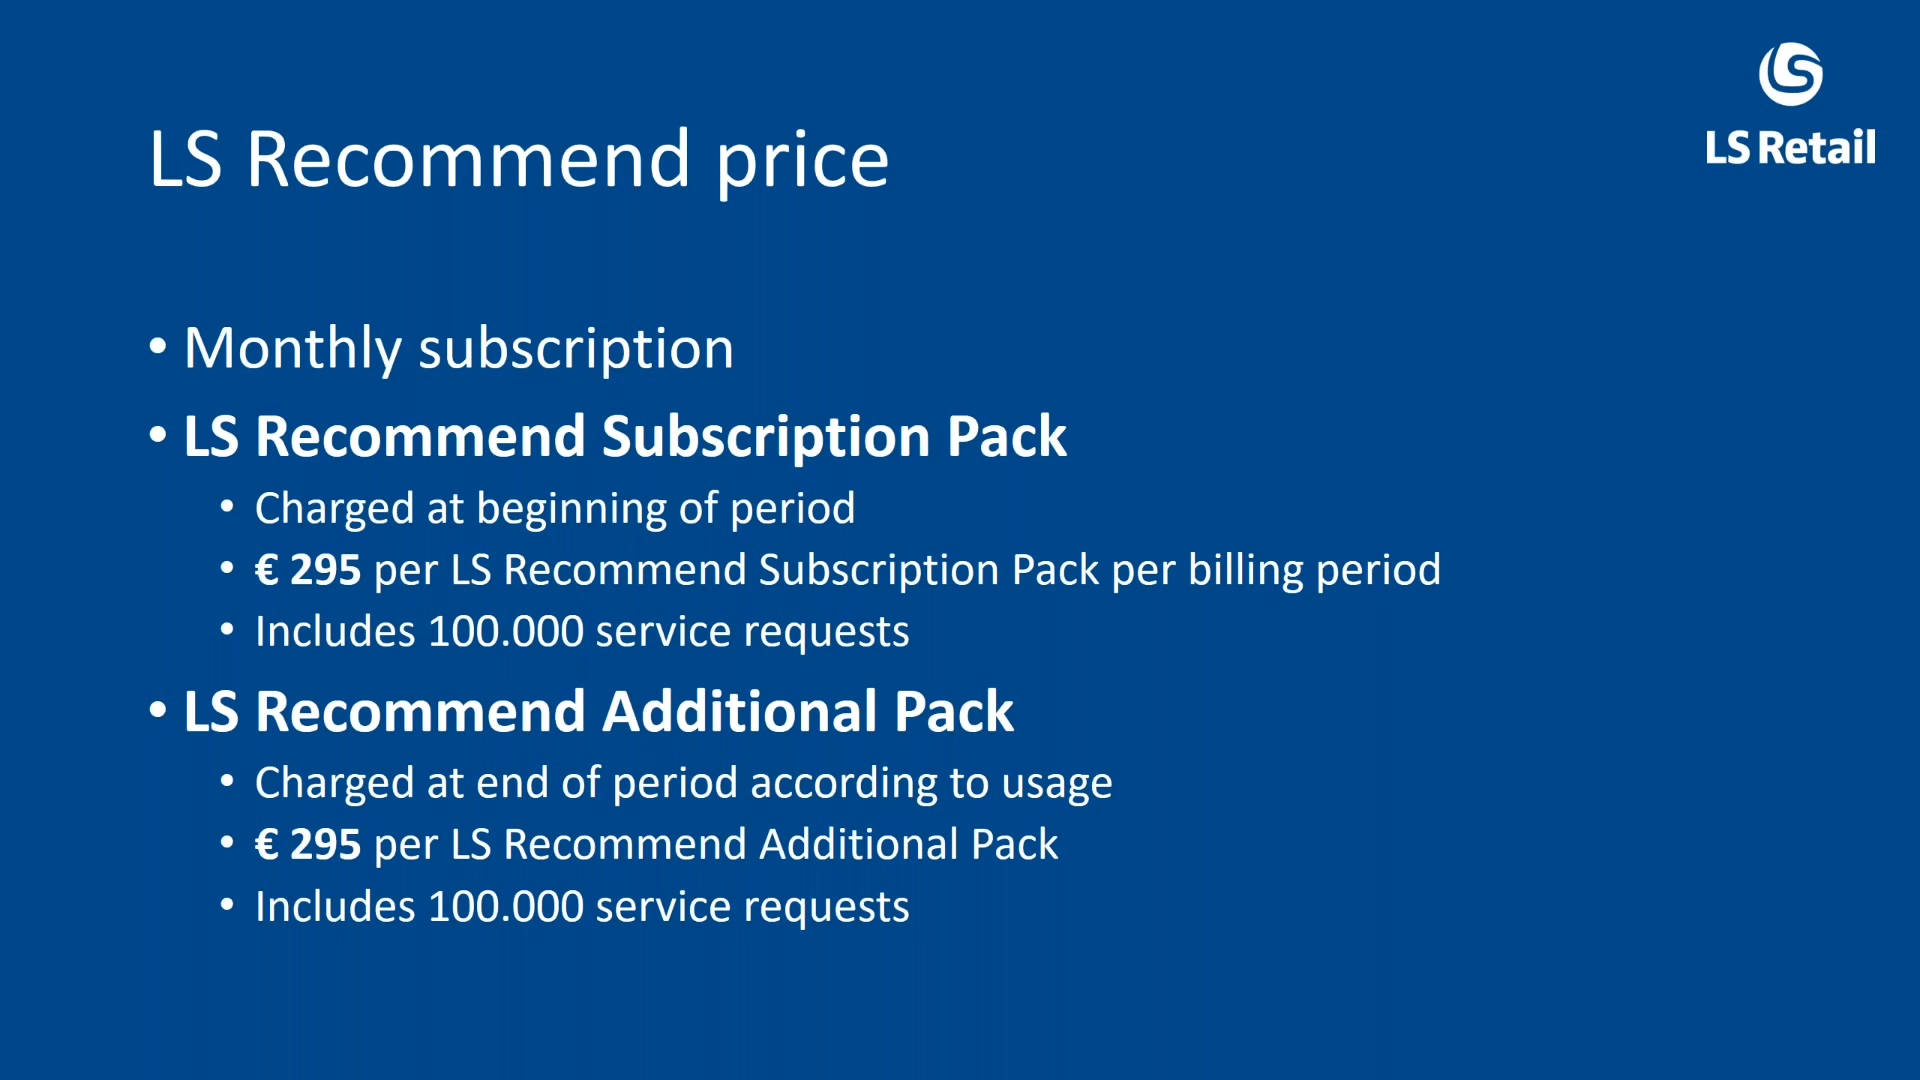 LS Retail
LS Recommend price
• Monthly subscription
• LS Recommend Subscription Pack
• Charged at beginning of period
• € 295 per LS Recommend Subscription Pack per billing period
• Includes 100.000 service requests
• LS Recommend Additional Pack
• Charged at end of period according to usage
• € 295 per LS Recommend Additional Pack
• Includes 100.000 service requests